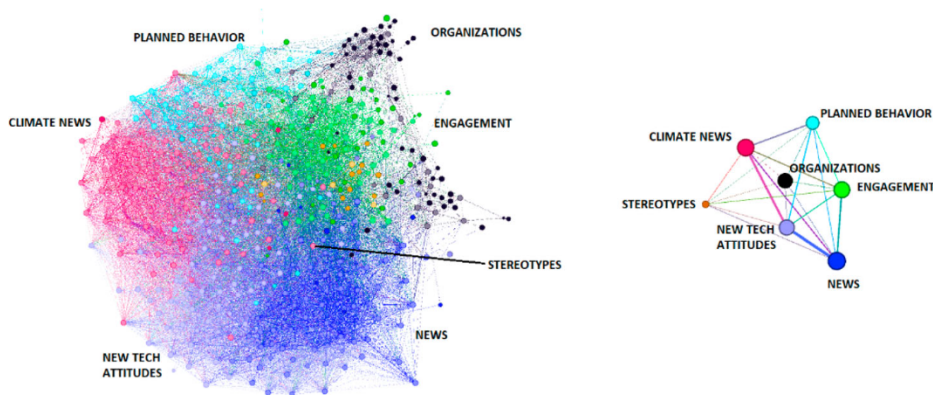 PLANNED BEHAVIOR
ORGANIZATIONS
CLIMATE NEWS
ENGAGEMENT
STEREOTYPES
NEWS
NEW TECH
ATTITUDES
PLANNED BEHAVIOR
CLIMATE NEWS
ORGANIZATIONS
ENGAGEMENT
STEREOTYPES
NEW TECH
ATTITUDES
NEWS